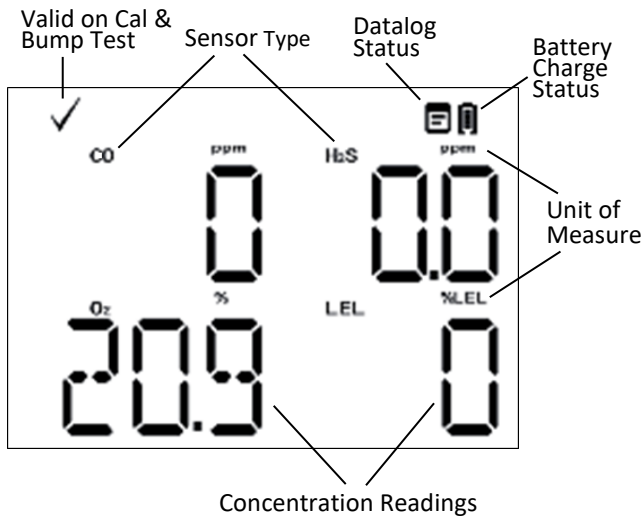 Valid on Cal &
Bump Test
Sensor Type
Datalog
Status
Battery
Charge
Status
CO ppm H₂S ppm
0 0.0
Unit of
Measure
O₂ % LEL %LEL
20.9 0
Concentration Readings